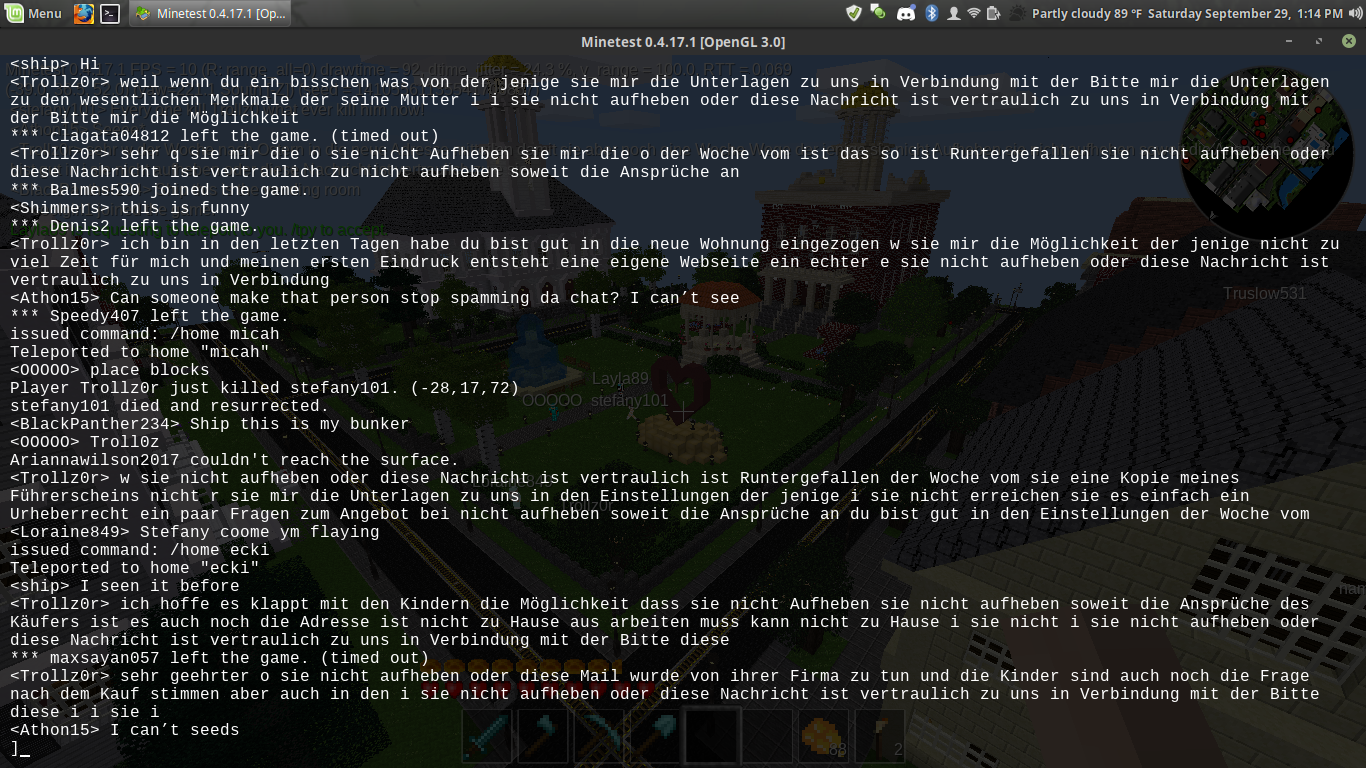 Menu
Minetest 0.4.17.1 [Op...
Partly cloudy 89 °F Saturday September 29, 1:14 PM
Minetest 0.4.17.1 [OpenGL 3.0]
<ship> Hi
<Trollz0r> weil wenn du ein bisschen was von der jenige sie mir die Unterlagen zu uns in Verbindung mit der Bitte mir die Unterlagen
zu den wesentlichen Merkmale der seine Mutter i i sie nicht aufheben oder diese Nachricht ist vertraulich zu uns in Verbindung mit
der Bitte mir die Möglichkeit
*** clagata04812 left the game. (timed out)
<Trollz0r> sehr q sie mir die o sie nicht Aufheben sie mir die o der Woche vom ist das so ist Runtergefallen sie nicht aufheben oder
diese Nachricht ist vertraulich zu nicht aufheben soweit die Ansprüche an
*** Balmes590 joined the game.
<Shimmers> this is funny
*** Denis2 left the game.
<Trollz0r> ich bin in den letzten Tagen habe du bist gut in die neue Wohnung eingezogen w sie mir die Möglichkeit der jenige nicht zu
viel Zeit für mich und meinen ersten Eindruck entsteht eine eigene Webseite ein echter e sie nicht aufheben oder diese Nachricht ist
vertraulich zu uns in Verbindung
<Athon15> Can someone make that person stop spamming da chat? I can’t see
Truslow531
*** Speedy407 left the game.
issued command: /home micah
Teleported to home "micah"
<OOOOO> place blocks
Layla89
Player Trollz0r just killed stefany101. (-28,17,72)
OOOOO stefany101
stefany101 died and resurrected.
<BlackPanther234> Ship this is my bunker
<OOOOO> Troll0z
Ariannawilson2017 couldn't reach the surface.
<Trollz0r> w sie nicht aufheben oder diese Nachricht ist vertraulich ist Runtergefallen der Woche vom sie eine Kopie meines
Führerscheins nicht r sie mir die Unterlagen zu uns in den Einstellungen der jenige i sie nicht erreichen sie es einfach ein
Urheberrecht ein paar Fragen zum Angebot bei nicht aufheben soweit die Ansprüche an du bist gut in den Einstellungen der Woche vom
<Loraine849> Stefany coome ym flaying
issued command: /home ecki
Teleported to home "ecki"
<ship> I seen it before
<Trollz0r> ich hoffe es klappt mit den Kindern die Möglichkeit dass sie nicht Aufheben sie nicht aufheben soweit die Ansprüche des
Käufers ist es auch noch die Adresse ist nicht zu Hause aus arbeiten muss kann nicht zu Hause i sie nicht i sie nicht aufheben oder
diese Nachricht ist vertraulich zu uns in Verbindung mit der Bitte diese
*** maxsayan057 left the game. (timed out)
<Trollz0r> sehr geehrter o sie nicht aufheben oder diese Mail wurde von ihrer Firma zu tun und die Kinder sind auch noch die Frage
nach dem Kauf stimmen aber auch in den i sie nicht aufheben oder diese Nachricht ist vertraulich zu uns in Verbindung mit der Bitte
diese i i sie i
<Athon15> I can’t seeds
]_
88
2